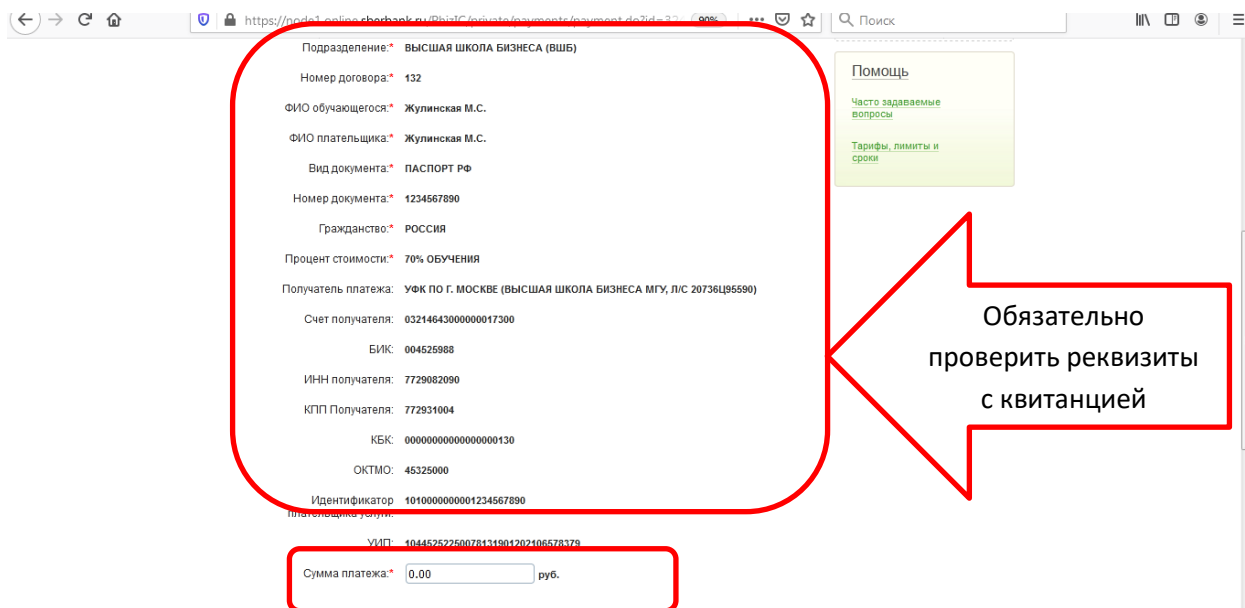 https://node1.online.sberbank.ru/PhizIC/private/payments/payment.do?id=32 90% ••• Поиск
Подразделение:* ВЫСШАЯ ШКОЛА БИЗНЕСА (ВШБ)
Номер договора:* 132
ФИО обучающегося:* Жулинская М.С.
ФИО плательщика:* Жулинская М.С.
Вид документа:* ПАСПОРТ РФ
Номер документа:* 1234567890
Гражданство:* РОССИЯ
Процент стоимости:* 70% ОБУЧЕНИЯ
Получатель платежа: УФК ПО Г. МОСКВЕ (ВЫСШАЯ ШКОЛА БИЗНЕСА МГУ, Л/С 20736Ц95590)
Счет получателя: 03214643000000017300
БИК: 004525988
ИНН получателя: 7729082090
КПП Получателя: 772931004
КБК: 00000000000000000130
ОКТМО: 45325000
Идентификатор 1010000000001234567890
плательщика услуги:
УИП: 10445252250078131901202106578379
Сумма платежа:* 0.00 руб.
Помощь
Часто задаваемые
вопросы
Тарифы, лимиты и
сроки
Обязательно
проверить реквизиты
с квитанцией